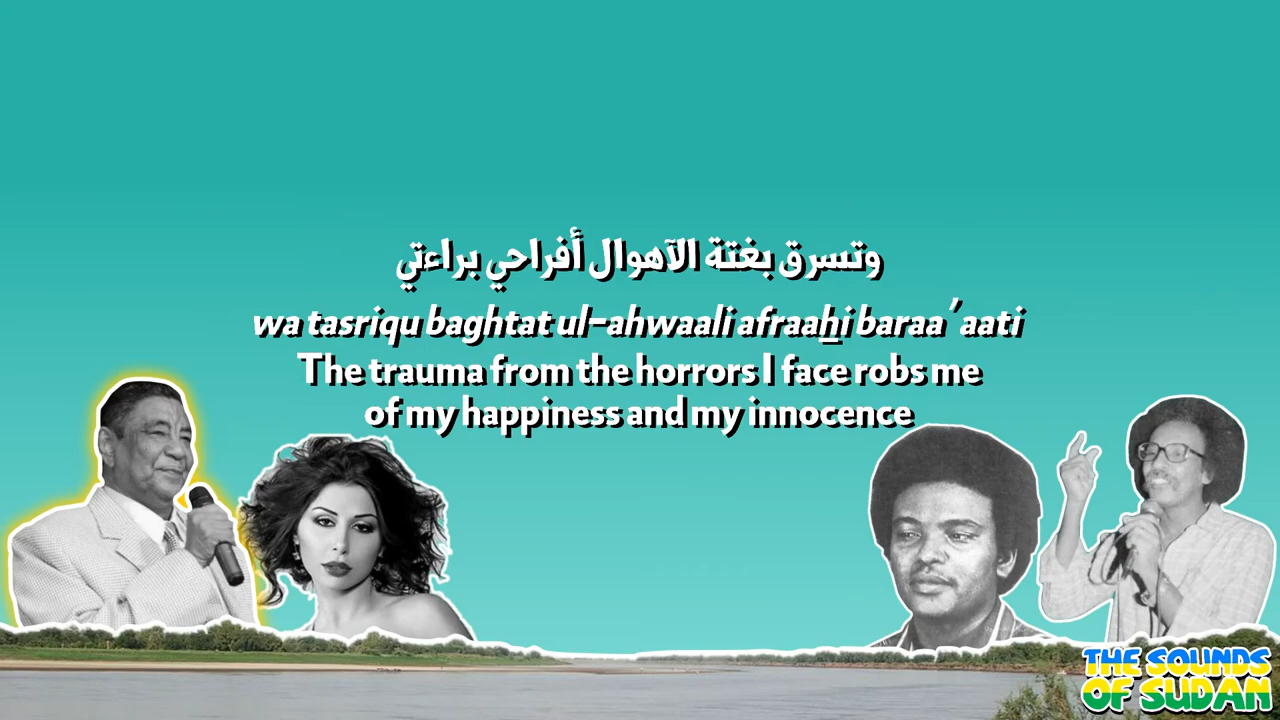 وتسرق بغتة الآهوال أفراحي براءتي
wa tasriqu baghtat ul-ahwaali afraaẖi baraa'aati
The trauma from the horrors I face robs me
of my happiness and my innocence
THE SOUNDS
OF SUDAN